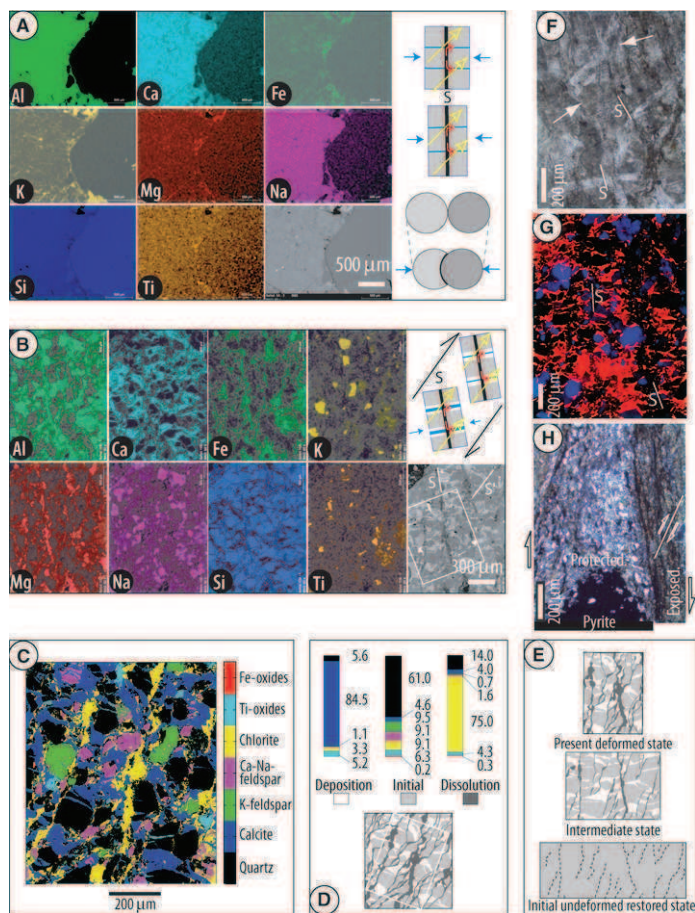 A
Al
Ca
Fe
K
Mg
Na
Si
Ti
500 µm
S
B
Al
Ca
Fe
K
Mg
Na
Si
Ti
S
S
S
300 µm
C
Fe-oxides
Ti-oxides
Chlorite
Ca-Na-
feldspar
K-feldspar
Calcite
Quartz
200 µm
D
5.6
84.5
1.1
3.3
5.2
61.0
4.6
9.5
9.1
9.1
6.3
0.2
14.0
4.0
0.7
1.6
75.0
4.3
0.3
Deposition
Initial
Dissolution
F
S
S
200 µm
G
S
S
200 µm
H
Protected
Exposed
Pyrite
200 µm
E
Present deformed state
Intermediate state
Initial undeformed restored state